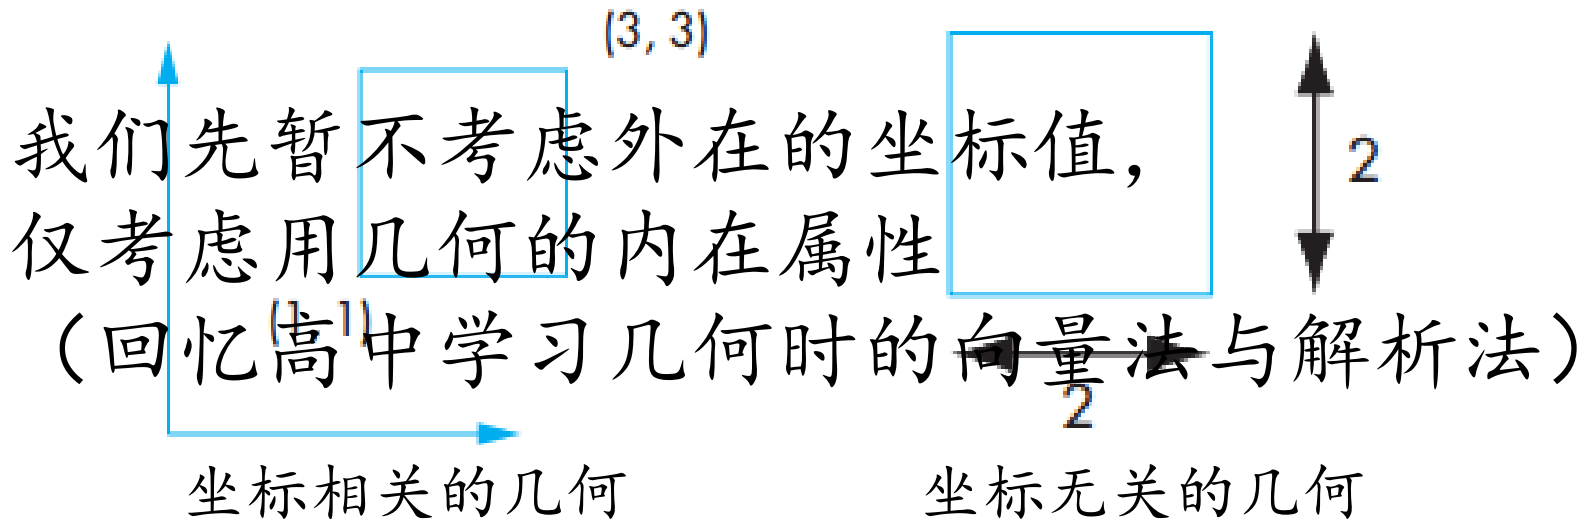 (3, 3)
我们先暂不考虑外在的坐标值，
2
仅考虑用几何的内在属性
(1, 1)
（回忆高中学习几何时的向量法与解析法）
2
坐标相关的几何
坐标无关的几何